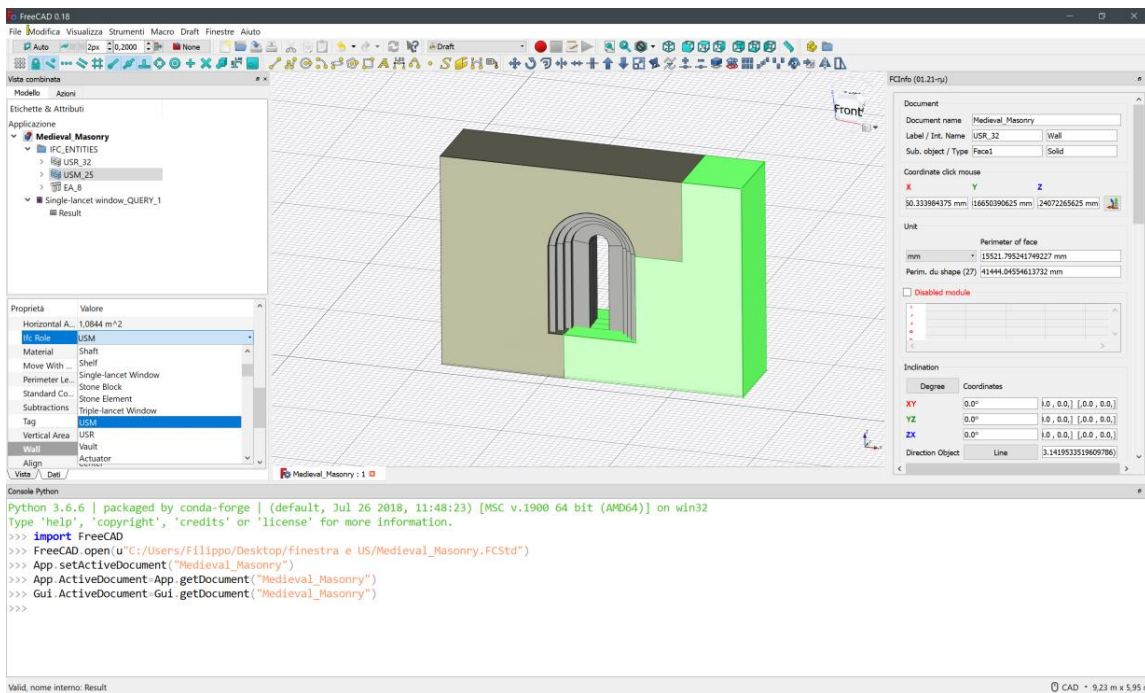 FreeCAD 0.18
File Modifica Visualizza Strumenti Macro Draft Finestre Aiuto
Auto 2px 0,2000 None Draft
Vista combinata
Modello Azioni
Etichette & Attributi
Applicazione
Medieval_Masonry
IFC_ENTITIES
USR_32
USM_25
EA_8
Single-lancet window_QUERY_1
Result
Proprietà Valore
Horizontal A... 1,0844 m^2
Ifc Role USM
Material Shaft
Move With ... Shelf
Perimeter Le... Single-lancet Window
Standard Co... Stone Block
Subtractions Stone Element
Triple-lancet Window
Tag USM
Vertical Area USR
Wall Vault
Align Actuator
Vista Dati
Front
Medieval_Masonry : 1
FCInfo (01.21-rµ)
Document
Document name Medieval_Masonry
Label / Int. Name USR_32 Wall
Sub. object / Type Face1 Solid
Coordinate click mouse
X Y Z
50.333984375 mm 16650390625 mm 24072265625 mm
Unit
Perimeter of face
mm 15521.795241749227 mm
Perim. du shape (27) 41444.04554613732 mm
Disabled module
Inclination
Degree Coordinates
XY 0.0°
YZ 0.0°
ZX 0.0°
Direction Object Line 3.1419533519609786)
Console Python
Python 3.6.6 | packaged by conda-forge | (default, Jul 26 2018, 11:48:23) [MSC v.1900 64 bit (AMD64)] on win32
Type 'help', 'copyright', 'credits' or 'license' for more information.
>>> import FreeCAD
>>> FreeCAD.open(u"C:/Users/Filippo/Desktop/finestra e US/Medieval_Masonry.FCStd")
>>> App.setActiveDocument("Medieval_Masonry")
>>> App.ActiveDocument=App.getDocument("Medieval_Masonry")
>>> Gui.ActiveDocument=Gui.getDocument("Medieval_Masonry")
>>>
Valid, nome interno: Result
CAD 9,23 m x 5,95